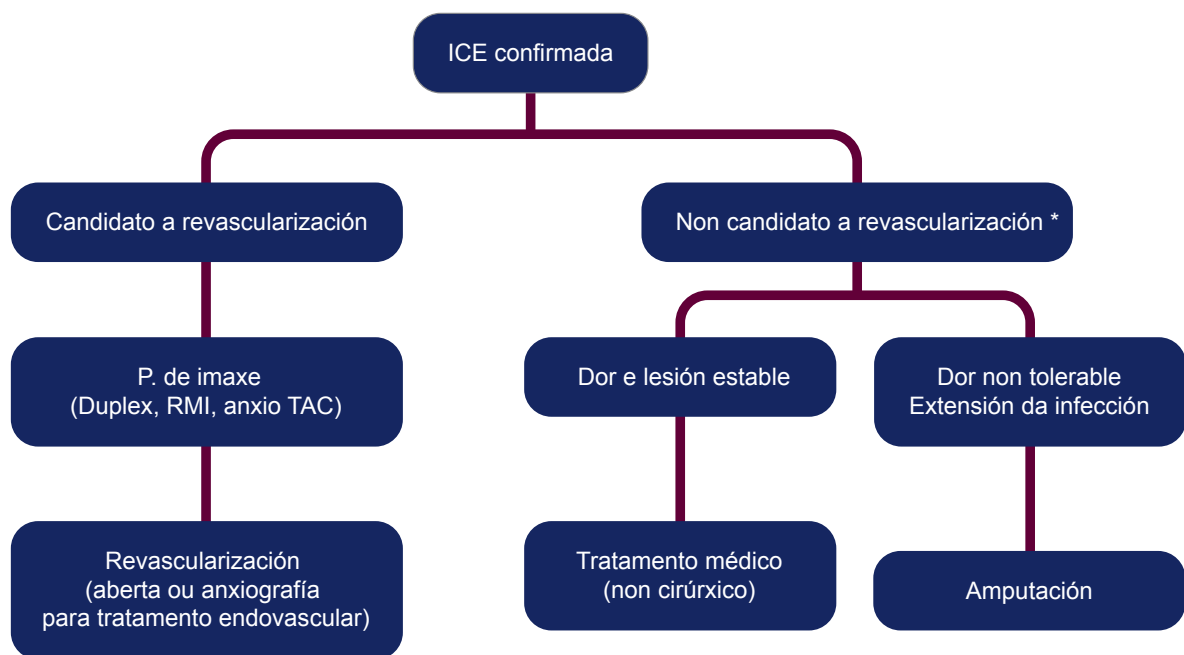 ICE confirmada
Candidato a revascularización
Non candidato a revascularización *
P. de imaxe
(Duplex, RMI, anxio TAC)
Dor e lesión estable
Dor non tolerable
Extensión da infección
Revascularización
(aberta ou anxiografía
para tratamento endovascular)
Tratamento médico
(non cirúrxico)
Amputación